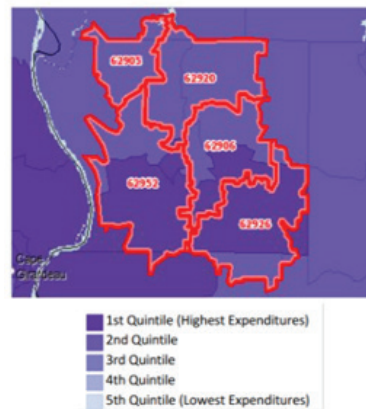 62905
62920
62906
62952
62926
Cape
Girardeau
1st Quintile (Highest Expenditures)
2nd Quintile
3rd Quintile
4th Quintile
5th Quintile (Lowest Expenditures)